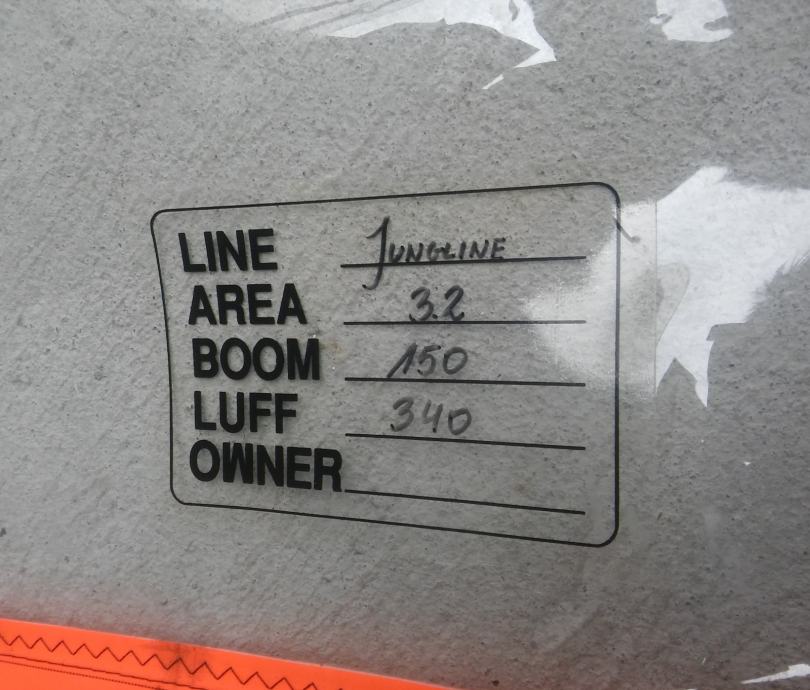 LINE JUNGLINE
AREA 3.2
BOOM 150
LUFF 340
OWNER